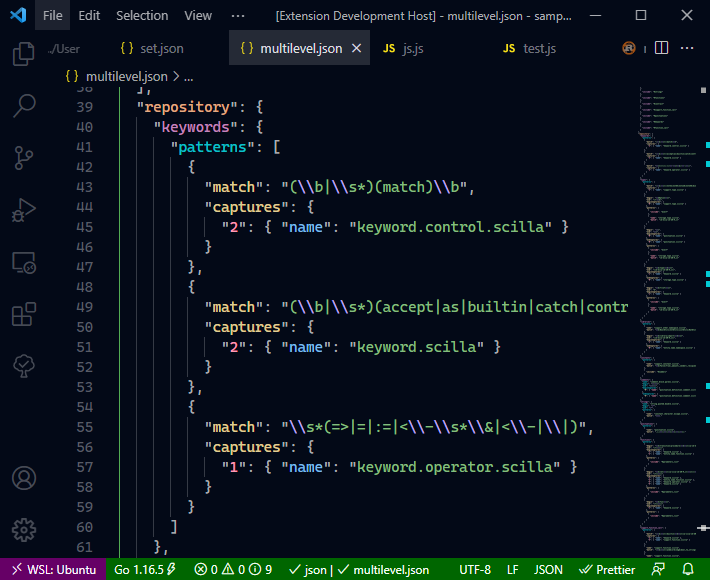 File Edit Selection View ··· [Extension Development Host] - multilevel.json - samp...
../User set.json multilevel.json JS js.js JS test.js
multilevel.json > ...
38 ],
39 "repository": {
40 "keywords": {
41 "patterns": [
42 {
43 "match": "(\\b|\\s*)(match)\\b",
44 "captures": {
45 "2": { "name": "keyword.control.scilla" }
46 }
47 },
48 {
49 "match": "(\\b|\\s*)(accept|as|builtin|catch|contr
50 "captures": {
51 "2": { "name": "keyword.scilla" }
52 }
53 },
54 {
55 "match": "\\s*(=>|=|:=|<\\-\\s*\\&|<\\-|\\|)",
56 "captures": {
57 "1": { "name": "keyword.operator.scilla" }
58 }
59 }
60 ]
61 },
WSL: Ubuntu Go 1.16.5 0 0 9 ✓ json | ✓ multilevel.json UTF-8 LF JSON Prettier